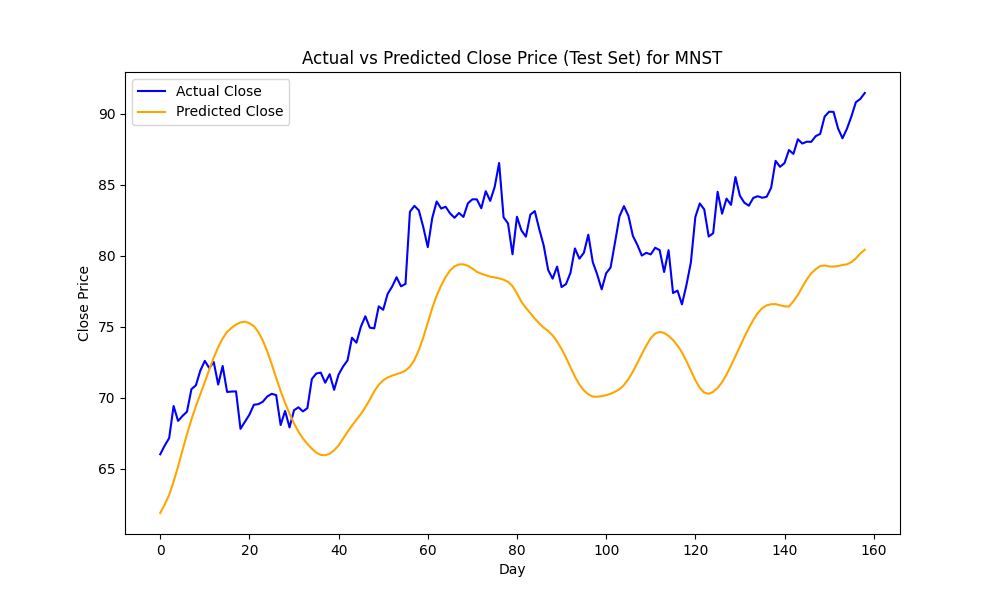 Actual vs Predicted Close Price (Test Set) for MNST
Actual Close
Predicted Close
Close Price
90
85
80
75
70
65
0 20 40 60 80 100 120 140 160
Day